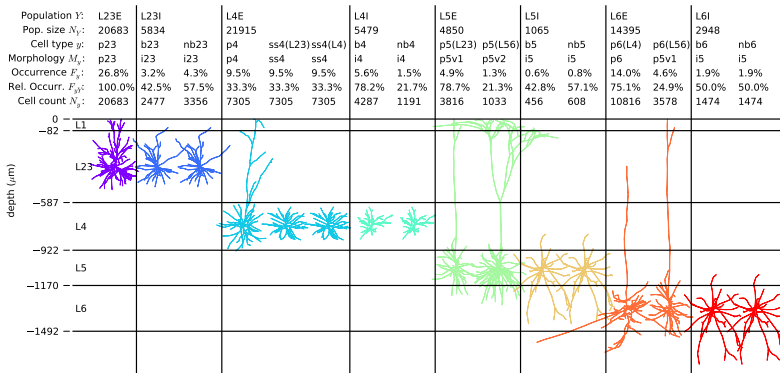 Population Y: L23E L23I L4E L4I L5E L5I L6E L6I
Pop. size N_Y: 20683 5834 21915 5479 4850 1065 14395 2948
Cell type y: p23 b23 nb23 p4 ss4(L23) ss4(L4) b4 nb4 p5(L23) p5(L56) b5 nb5 p6(L4) p6(L56) b6 nb6
Morphology M_y: p23 i23 i23 p4 ss4 ss4 i4 i4 p5v1 p5v2 i5 i5 p6 p5v1 i5 i5
Occurrence F_y: 26.8% 3.2% 4.3% 9.5% 9.5% 9.5% 5.6% 1.5% 4.9% 1.3% 0.6% 0.8% 14.0% 4.6% 1.9% 1.9%
Rel. Occurr. F_yY: 100.0% 42.5% 57.5% 33.3% 33.3% 33.3% 78.2% 21.7% 78.7% 21.3% 42.8% 57.1% 75.1% 24.9% 50.0% 50.0%
Cell count N_y: 20683 2477 3356 7305 7305 7305 4287 1191 3816 1033 456 608 10816 3578 1474 1474
0
L1
−82
L23
−587
L4
−922
L5
−1170
L6
−1492
depth (μm)